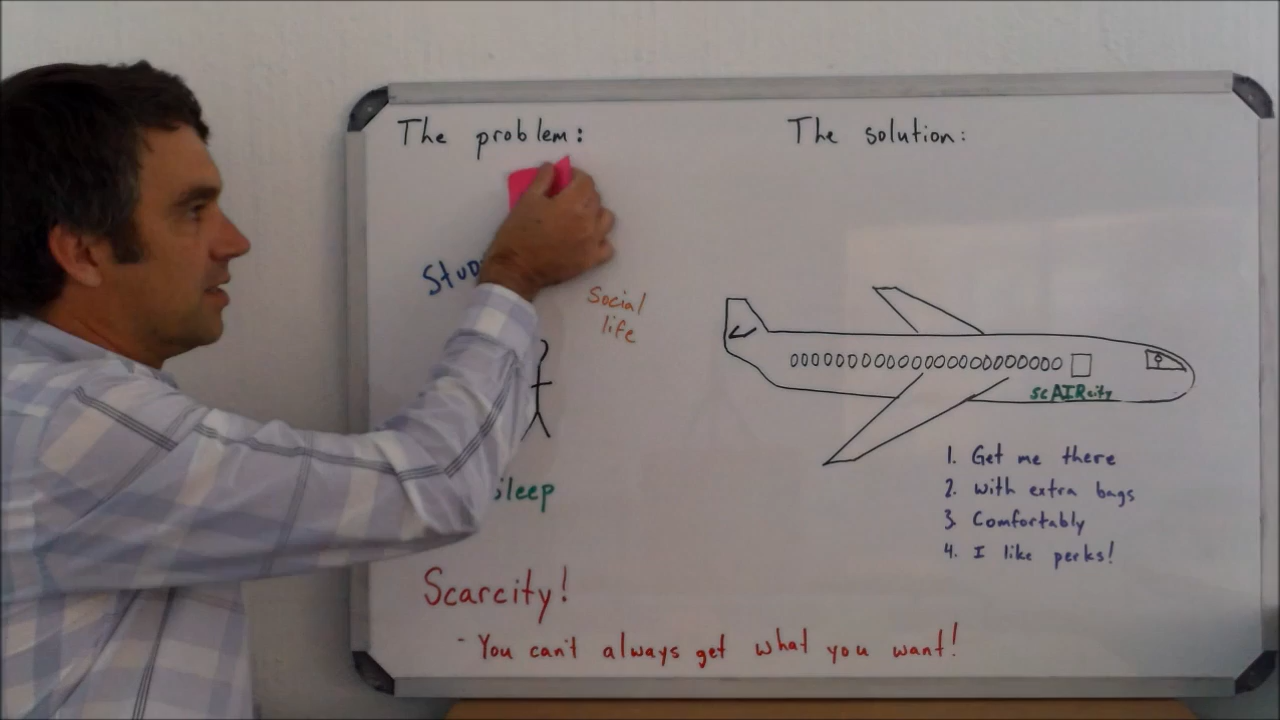 The problem:
The solution:
Social
life
scAIRcity
1. Get me there
2. with extra bags
3. Comfortably
4. I like perks!
Scarcity!
- You can't always get what you want!